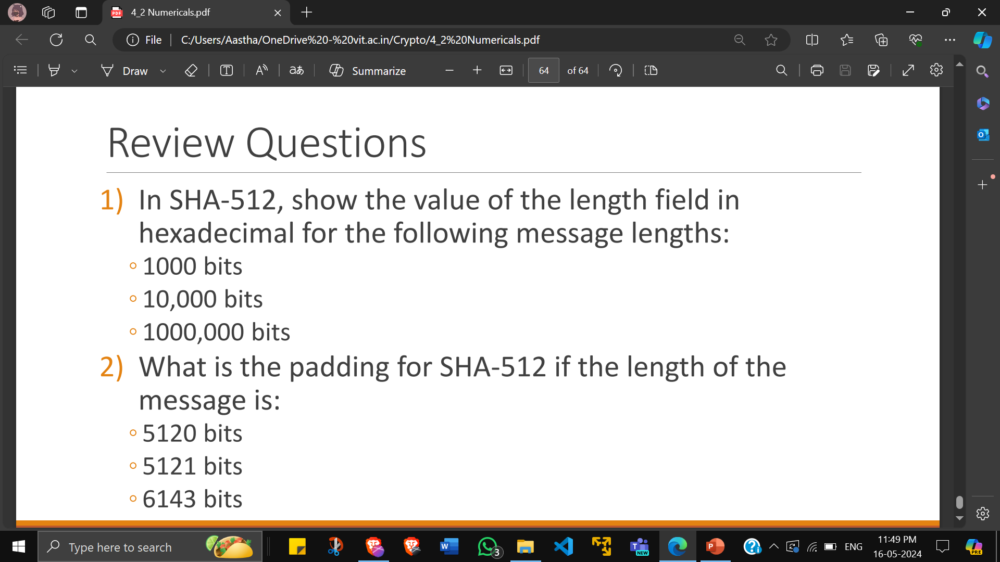 4_2 Numericals.pdf
File
C:/Users/Aastha/OneDrive%20-%20vit.ac.in/Crypto/4_2%20Numericals.pdf
Draw
Summarize
64 of 64
Review Questions
1) In SHA-512, show the value of the length field in
hexadecimal for the following message lengths:
◦ 1000 bits
◦ 10,000 bits
◦ 1000,000 bits
2) What is the padding for SHA-512 if the length of the
message is:
◦ 5120 bits
◦ 5121 bits
◦ 6143 bits
Type here to search
3
NEW
ENG
11:49 PM
16-05-2024
PRE